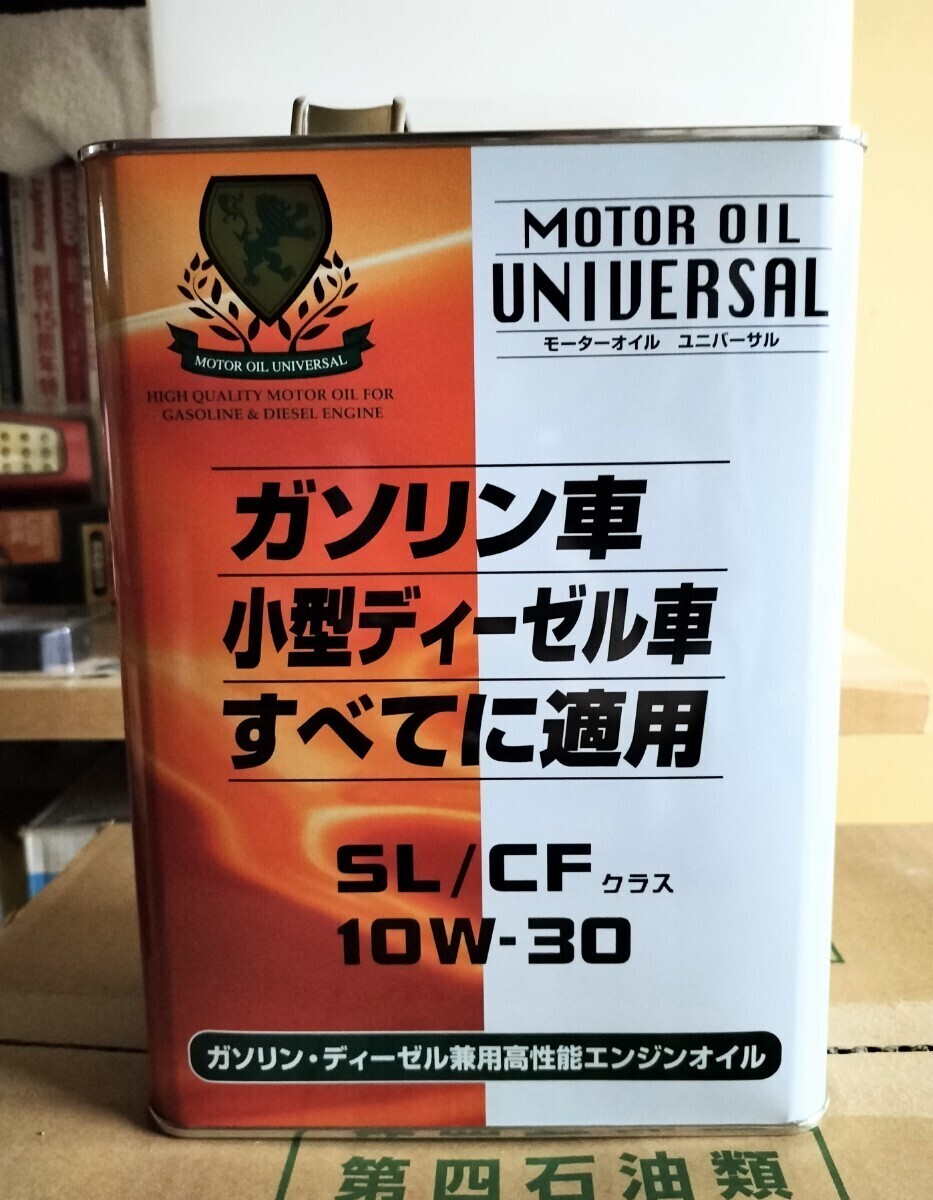 MOTOR OIL UNIVERSAL
HIGH QUALITY MOTOR OIL FOR
GASOLINE & DIESEL ENGINE
MOTOR OIL
UNIVERSAL
モーターオイル ユニバーサル
ガソリン車
小型ディーゼル車
すべてに適用
SL/CF クラス
10W-30
ガソリン・ディーゼル兼用高性能エンジンオイル
第四石油類